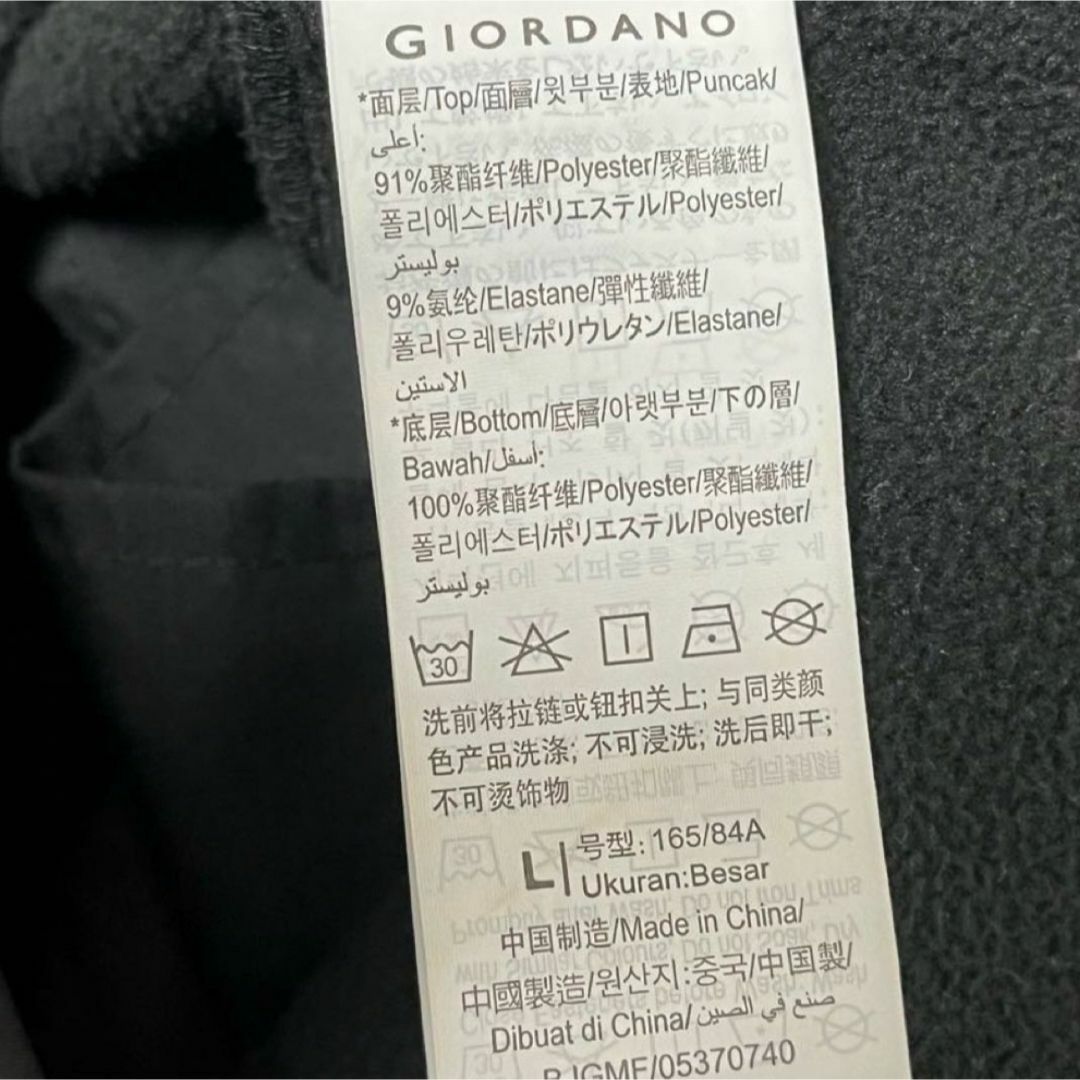 GIORDANO
*面层/Top/面層/윗부분/表地/Puncak/
أعلى:
91%聚酯纤维/Polyester/聚酯纖維/
폴리에스터/ポリエステル/Polyester/
بوليستر
9%氨纶/Elastane/彈性纖維/
폴리우레탄/ポリウレタン/Elastane/
الاستين
*底层/Bottom/底層/아랫부분/下の層/
Bawah/أسفل:
100%聚酯纤维/Polyester/聚酯纖維/
폴리에스터/ポリエステル/Polyester/
بوليستر
30
洗前将拉链或钮扣关上; 与同类颜
色产品洗涤; 不可浸洗; 洗后即干;
不可烫饰物
L
号型: 165/84A
Ukuran:Besar
中国制造/Made in China/
中國製造/원산지:중국/中国製/
Dibuat di China/صنع في الصين
05370740